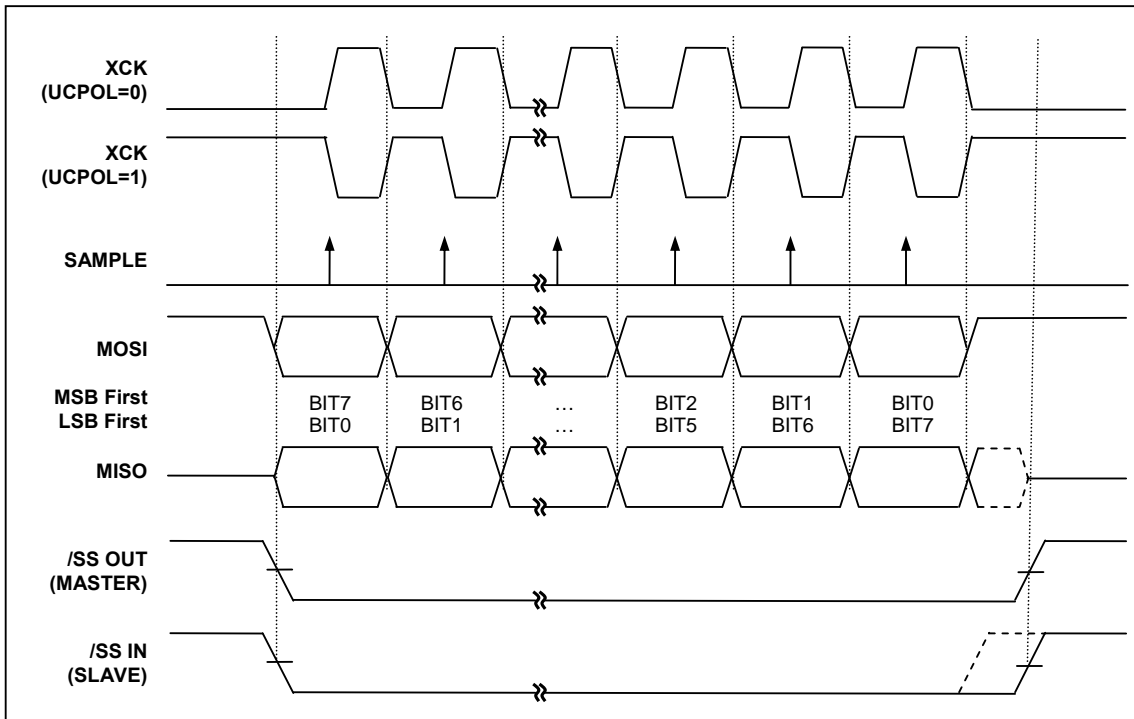 XCK
(UCPOL=0)
XCK
(UCPOL=1)
SAMPLE
MOSI
MSB First BIT7 BIT6 … BIT2 BIT1 BIT0
LSB First BIT0 BIT1 … BIT5 BIT6 BIT7
MISO
/SS OUT
(MASTER)
/SS IN
(SLAVE)